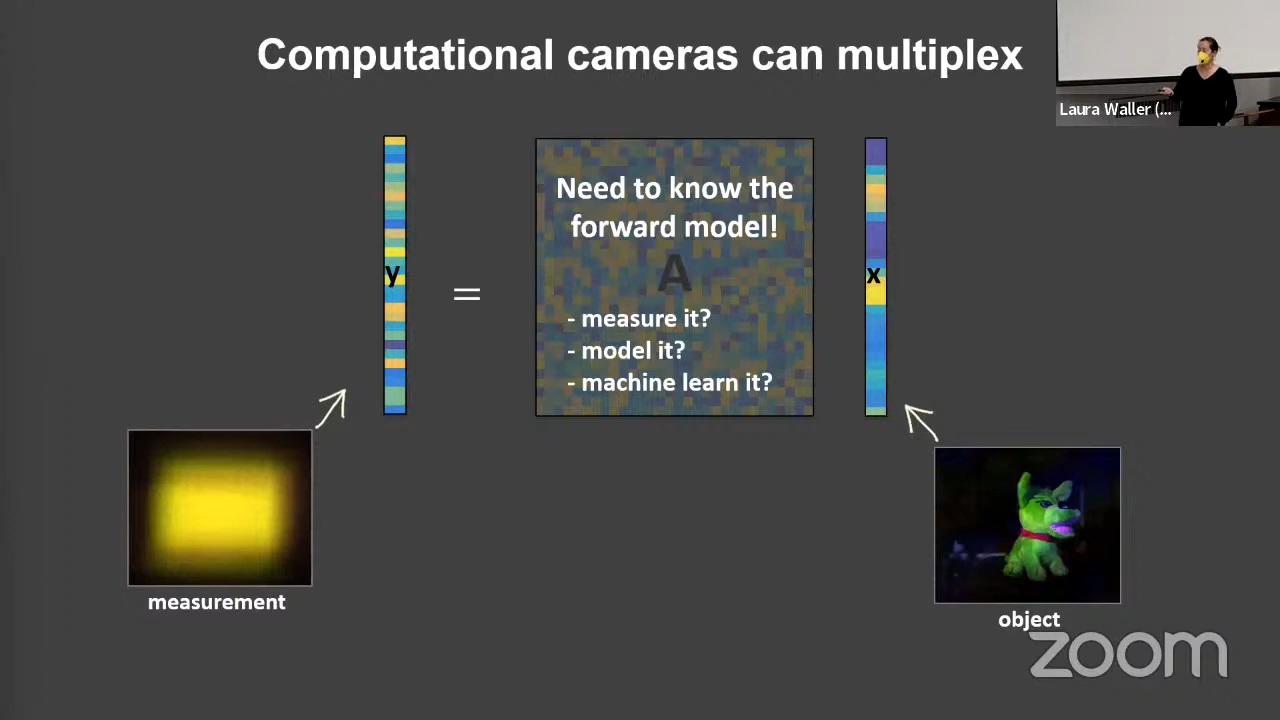 Computational cameras can multiplex
Laura Waller (...
Need to know the
forward model!
y
=
A
x
- measure it?
- model it?
- machine learn it?
measurement
object
zoom